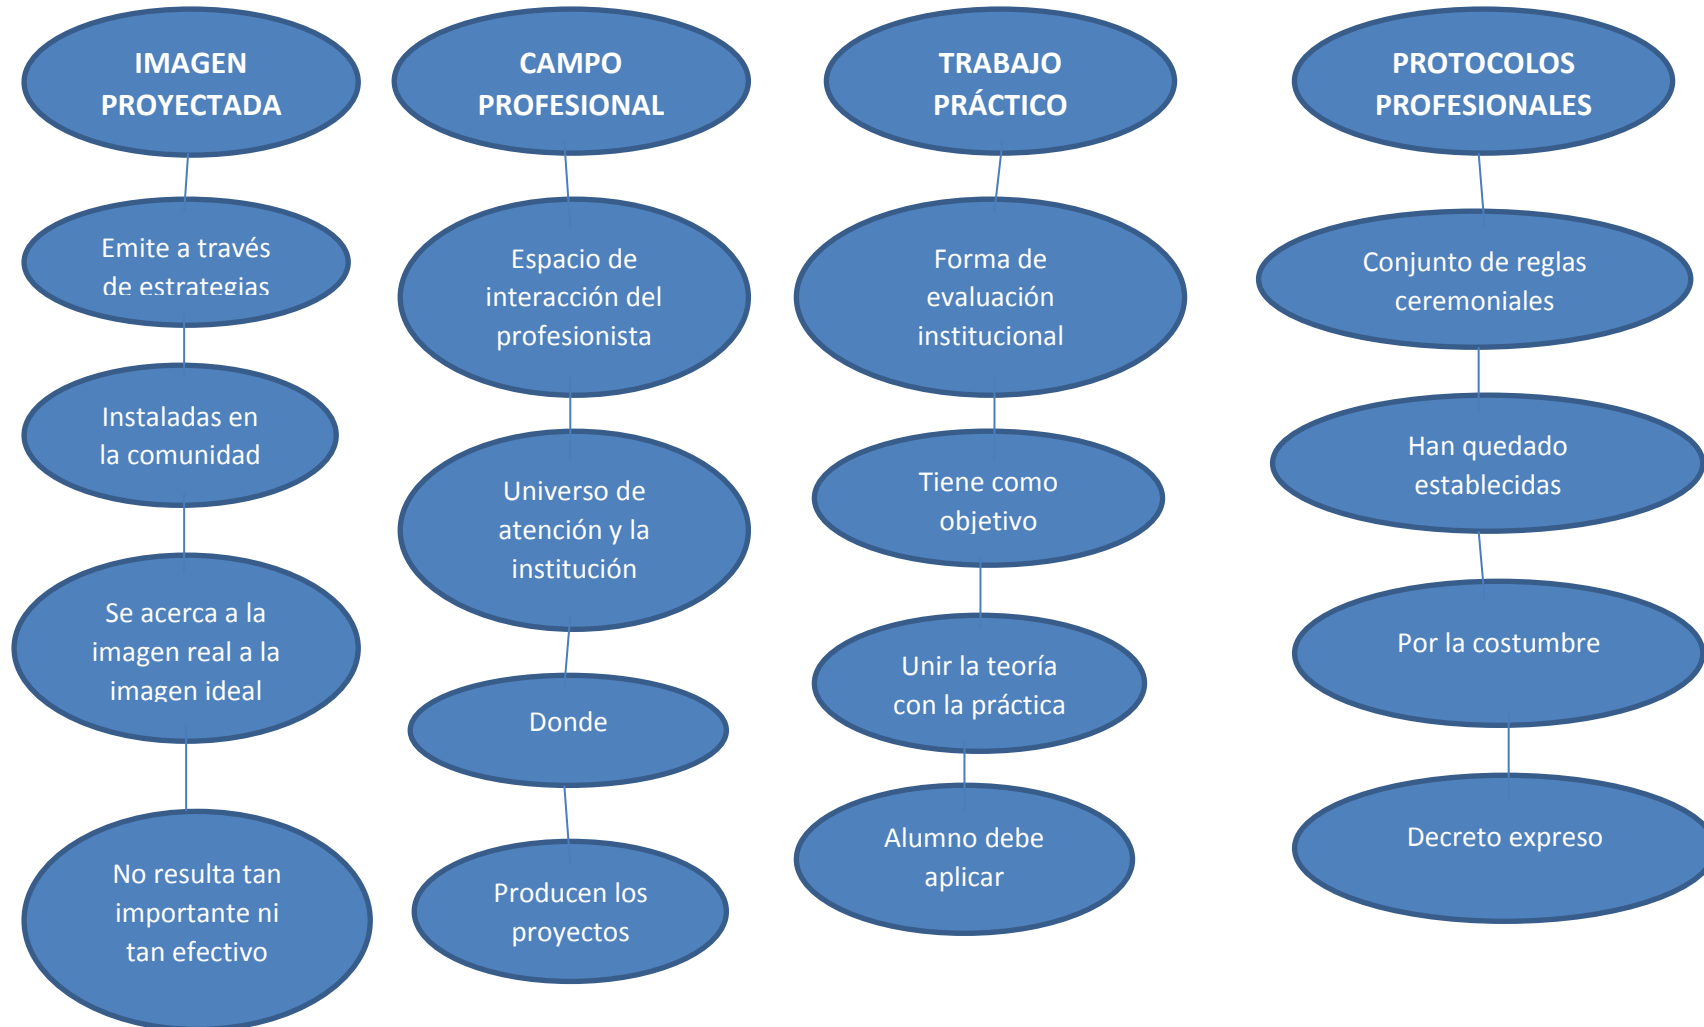 IMAGEN
PROYECTADA
Emite a través
de estrategias
Instaladas en
la comunidad
Se acerca a la
imagen real a la
imagen ideal
No resulta tan
importante ni
tan efectivo
CAMPO
PROFESIONAL
Espacio de
interacción del
profesionista
Universo de
atención y la
institución
Donde
Producen los
proyectos
TRABAJO
PRÁCTICO
Forma de
evaluación
institucional
Tiene como
objetivo
Unir la teoría
con la práctica
Alumno debe
aplicar
PROTOCOLOS
PROFESIONALES
Conjunto de reglas
ceremoniales
Han quedado
establecidas
Por la costumbre
Decreto expreso